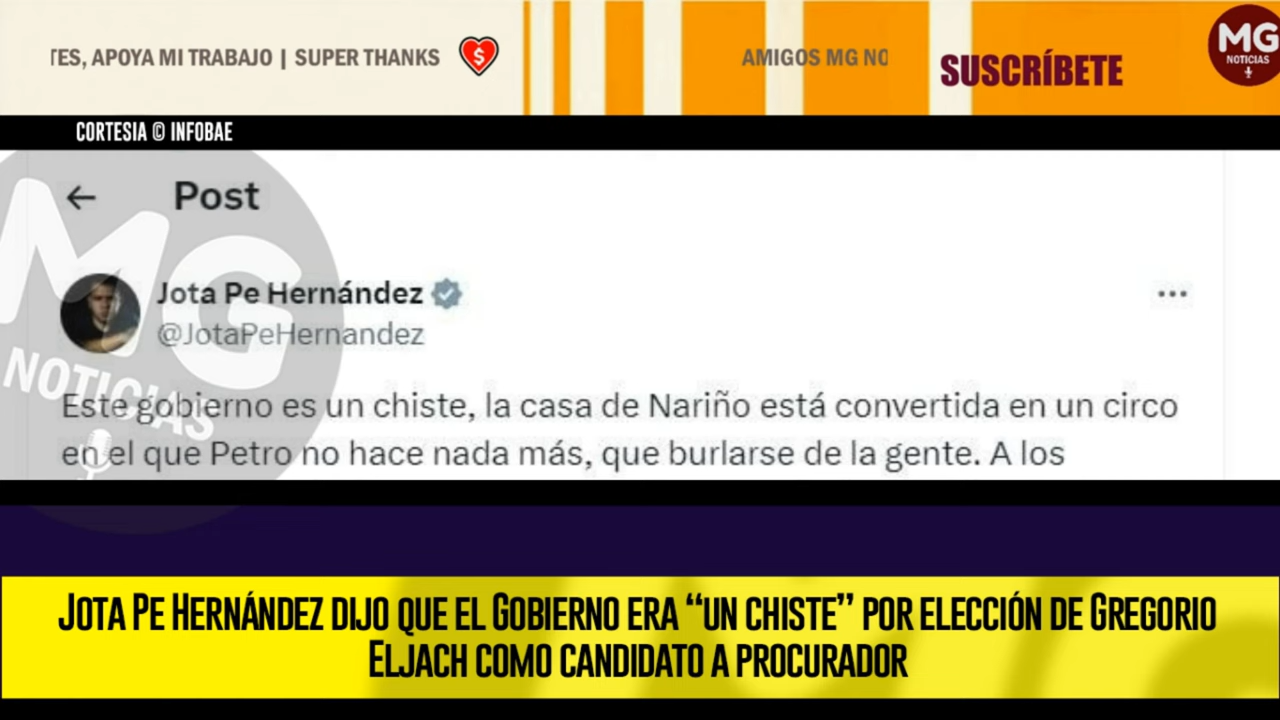 TES, APOYA MI TRABAJO | SUPER THANKS
AMIGOS MG NO
SUSCRÍBETE
MG
NOTICIAS
CORTESIA © INFOBAE
Post
Jota Pe Hernández
@JotaPeHernandez
MG
NOTICIAS
Este gobierno es un chiste, la casa de Nariño está convertida en un circo
en el que Petro no hace nada más, que burlarse de la gente. A los
JOTA PE HERNÁNDEZ DIJO QUE EL GOBIERNO ERA “UN CHISTE” POR ELECCIÓN DE GREGORIO
ELJACH COMO CANDIDATO A PROCURADOR